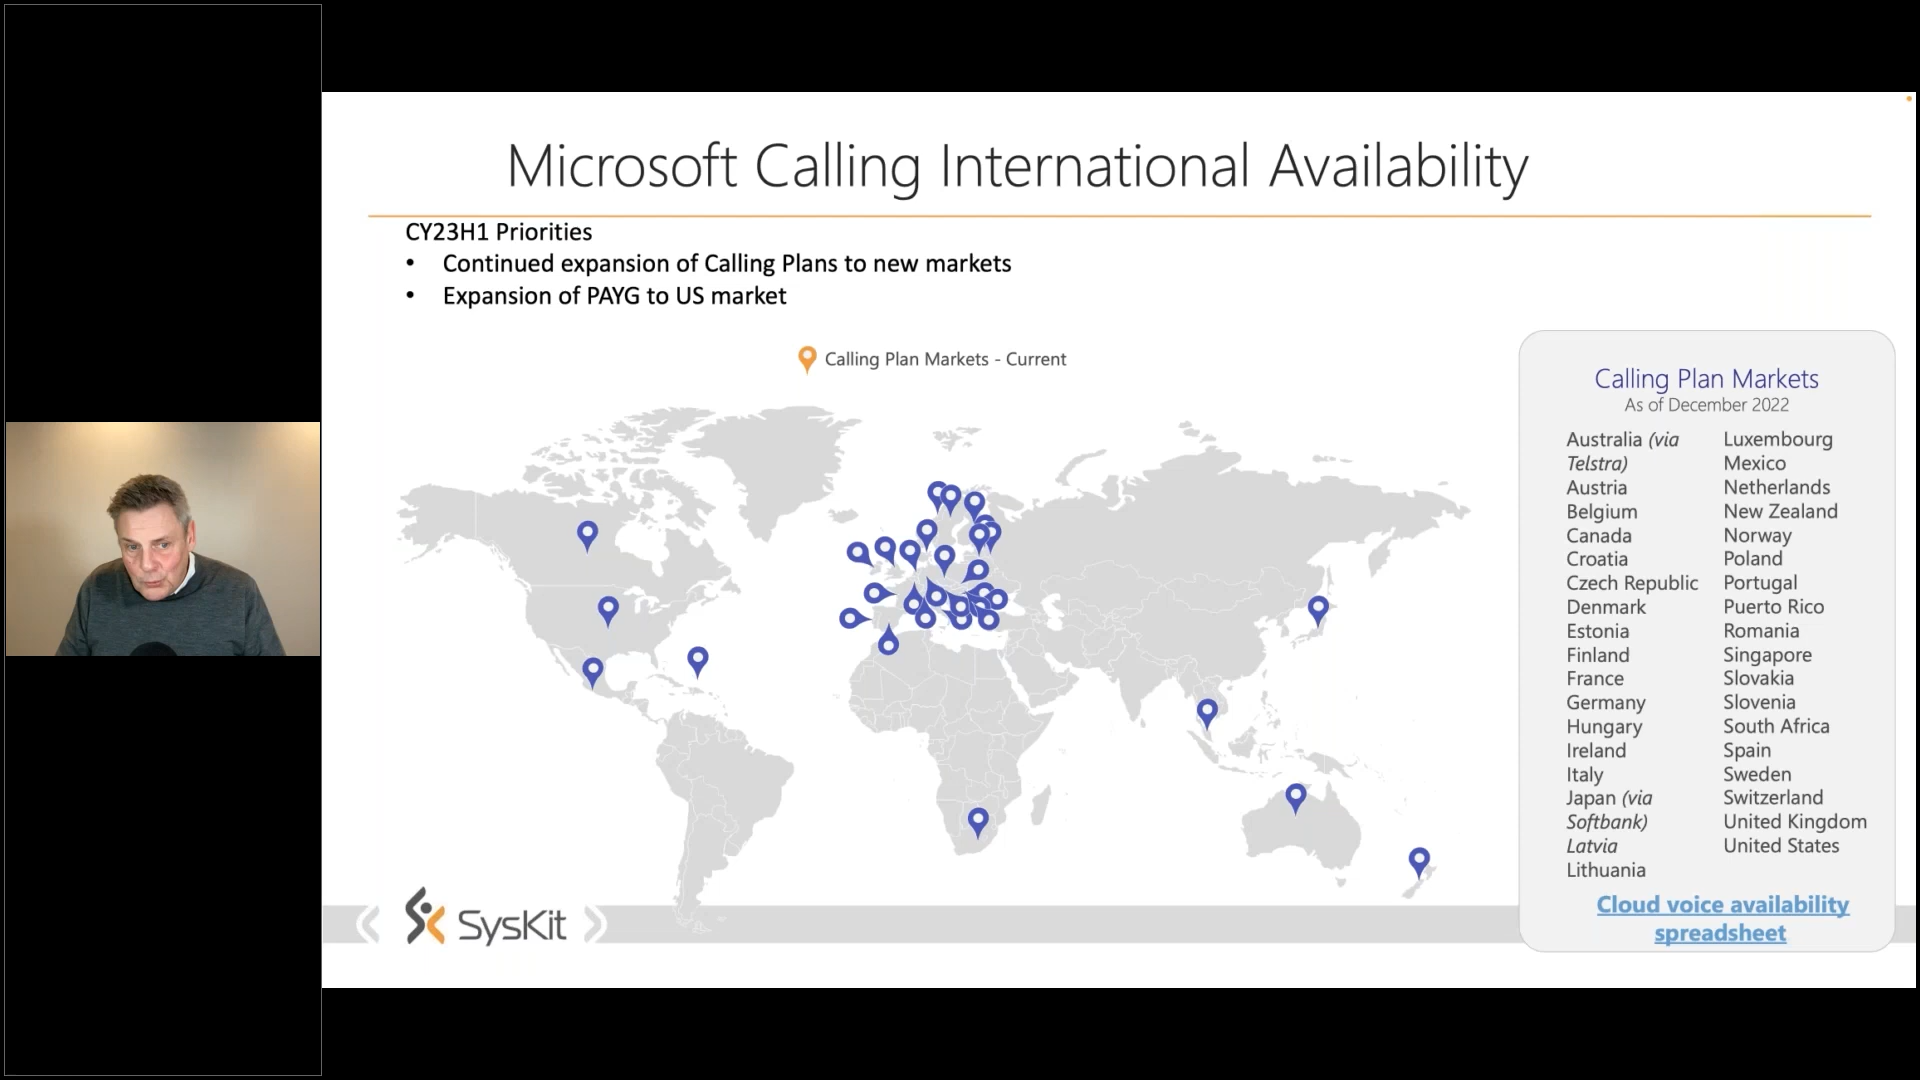 Microsoft Calling International Availability
CY23H1 Priorities
• Continued expansion of Calling Plans to new markets
• Expansion of PAYG to US market
Calling Plan Markets - Current
Calling Plan Markets
As of December 2022
Australia (via
Telstra)
Austria
Belgium
Canada
Croatia
Czech Republic
Denmark
Estonia
Finland
France
Germany
Hungary
Ireland
Italy
Japan (via
Softbank)
Latvia
Lithuania
Luxembourg
Mexico
Netherlands
New Zealand
Norway
Poland
Portugal
Puerto Rico
Romania
Singapore
Slovakia
Slovenia
South Africa
Spain
Sweden
Switzerland
United Kingdom
United States
Cloud voice availability
spreadsheet
SysKit